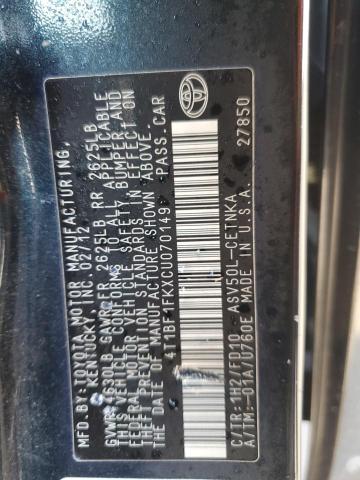 MFD. BY: TOYOTA MOTOR MANUFACTURING,
KENTUCKY, INC. 02/12
GVWR 4630LB GAWR FR 2625LB RR 2625LB
THIS VEHICLE CONFORMS TO ALL APPLICABLE
FEDERAL MOTOR VEHICLE SAFETY, BUMPER, AND
THEFT PREVENTION STANDARDS IN EFFECT ON
THE DATE OF MANUFACTURE SHOWN ABOVE.
4T1BF1FKXCU070149 PASS. CAR
C/TR: 1H2/FD10 ASV50L-CETNKA
A/TM: -01A/U760E MADE IN U.S.A. 27850
TOYOTA